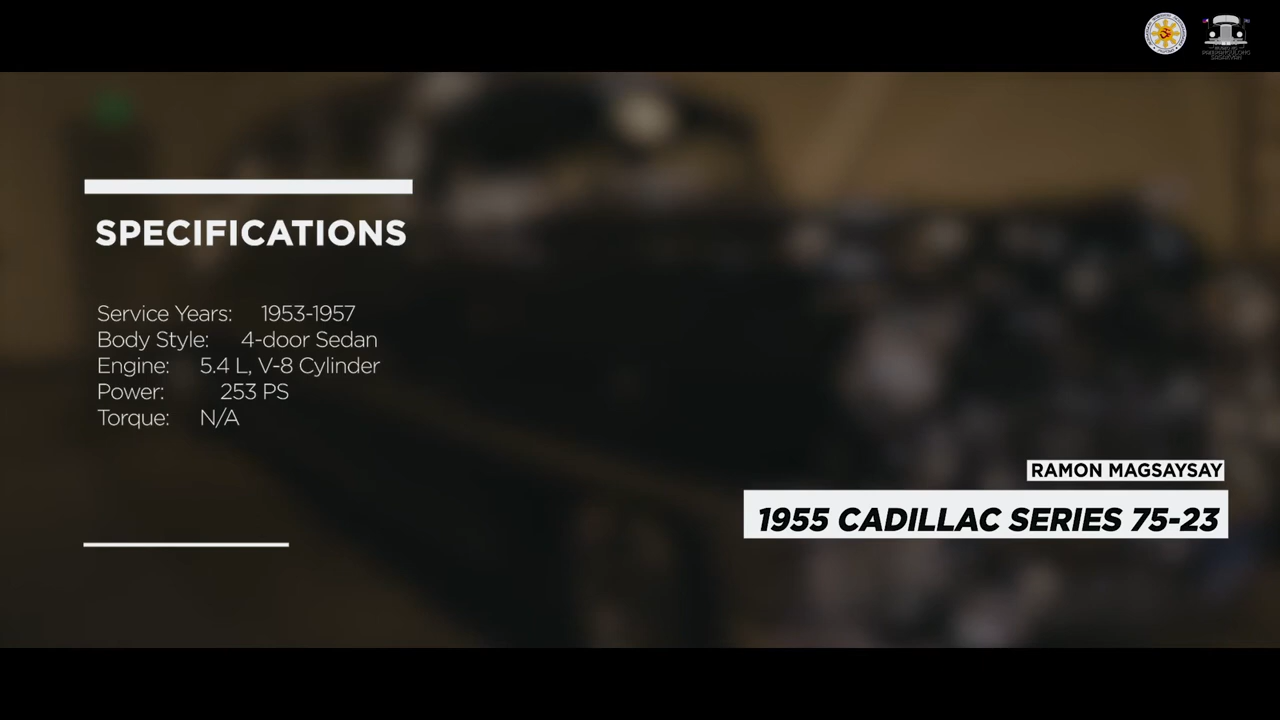 SPECIFICATIONS
Service Years: 1953-1957
Body Style: 4-door Sedan
Engine: 5.4 L, V-8 Cylinder
Power: 253 PS
Torque: N/A
RAMON MAGSAYSAY
1955 CADILLAC SERIES 75-23